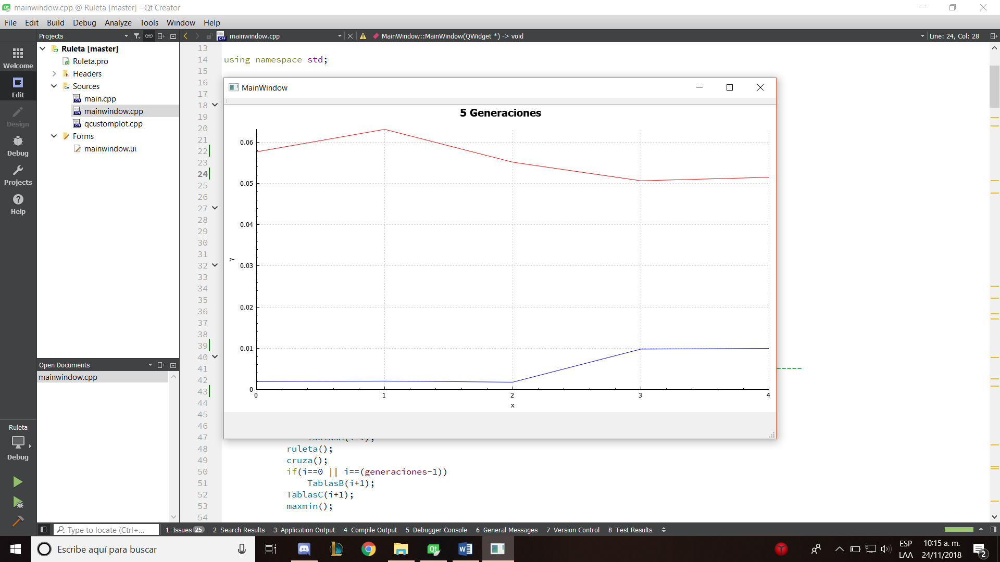 mainwindow.cpp @ Ruleta [master] - Qt Creator
File Edit Build Debug Analyze Tools Window Help
Projects
mainwindow.cpp
MainWindow::MainWindow(QWidget *) -> void
Line: 24, Col: 28
Welcome
Edit
Design
Debug
Projects
Help
Ruleta
Debug
Ruleta [master]
Ruleta.pro
Headers
Sources
main.cpp
mainwindow.cpp
qcustomplot.cpp
Forms
mainwindow.ui
Open Documents
mainwindow.cpp
13
14 using namespace std;
15
16
17
18
19
20
21
22
23
24
25
26
27
28
29
30
31
32
33
34
35
36
37
38
39
40
41 -----
42
43
44
45
46
47
48 ruleta();
49 cruza();
50 if(i==0 || i==(generaciones-1))
51 TablasB(i+1);
52 TablasC(i+1);
53 maxmin();
54
MainWindow
5 Generaciones
0.06
0.05
0.04
0.03
0.02
0.01
0
y
0 1 2 3 4
x
Type to locate (Ctrl+...
1 Issues 25 2 Search Results 3 Application Output 4 Compile Output 5 Debugger Console 6 General Messages 7 Version Control 8 Test Results
Escribe aquí para buscar
ESP
LAA
10:15 a. m.
24/11/2018
2